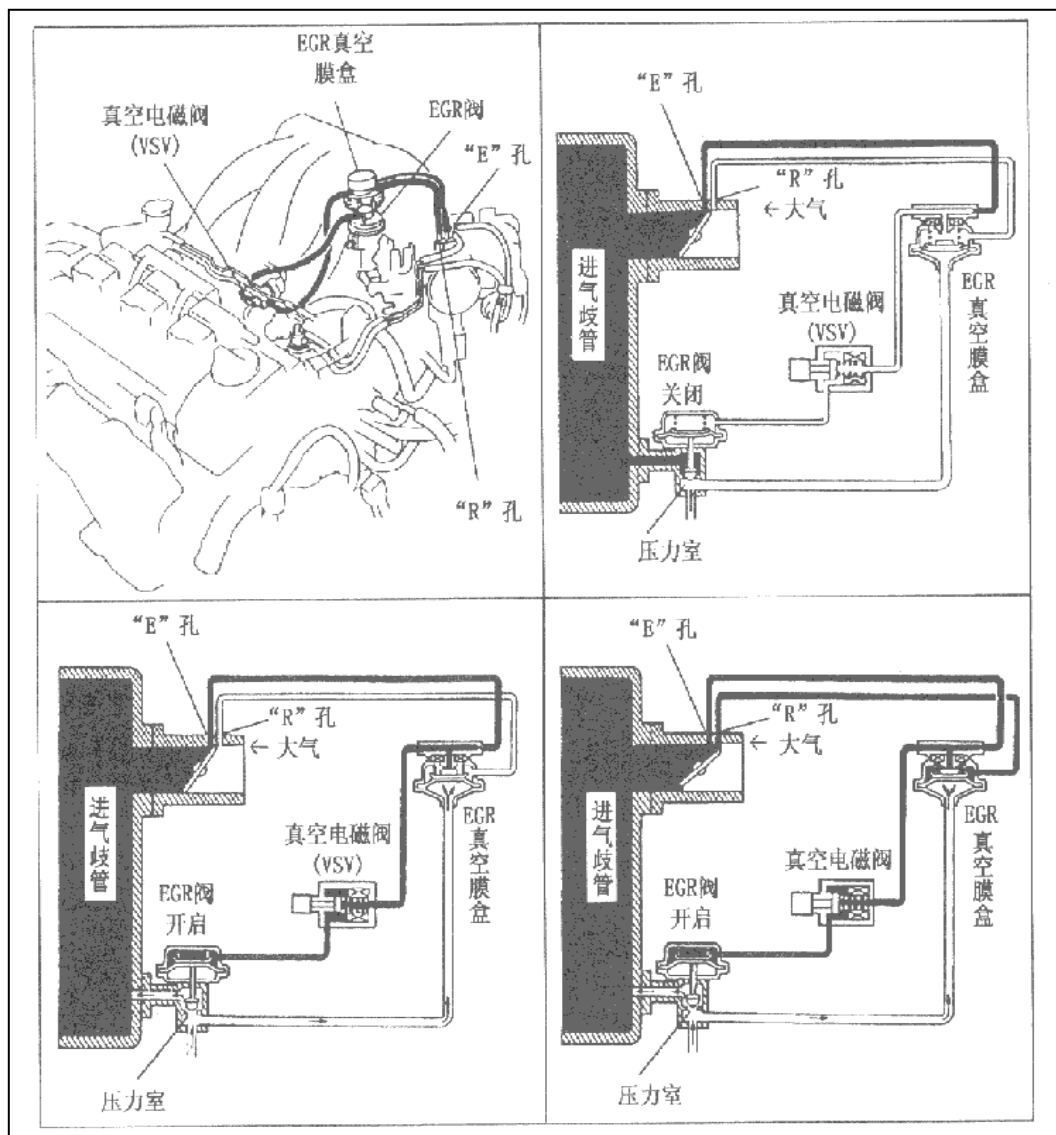 EGR真空
膜盒
真空电磁阀
(VSV)
EGR阀
“E”孔
“R”孔
“E”孔
“R”孔
←大气
进气歧管
EGR
真空膜盒
真空电磁阀
(VSV)
EGR阀
关闭
压力室
“E”孔
“R”孔
←大气
进气歧管
EGR
真空膜盒
真空电磁阀
(VSV)
EGR阀
开启
压力室
“E”孔
“R”孔
←大气
进气歧管
EGR
真空膜盒
真空电磁阀
EGR阀
开启
压力室